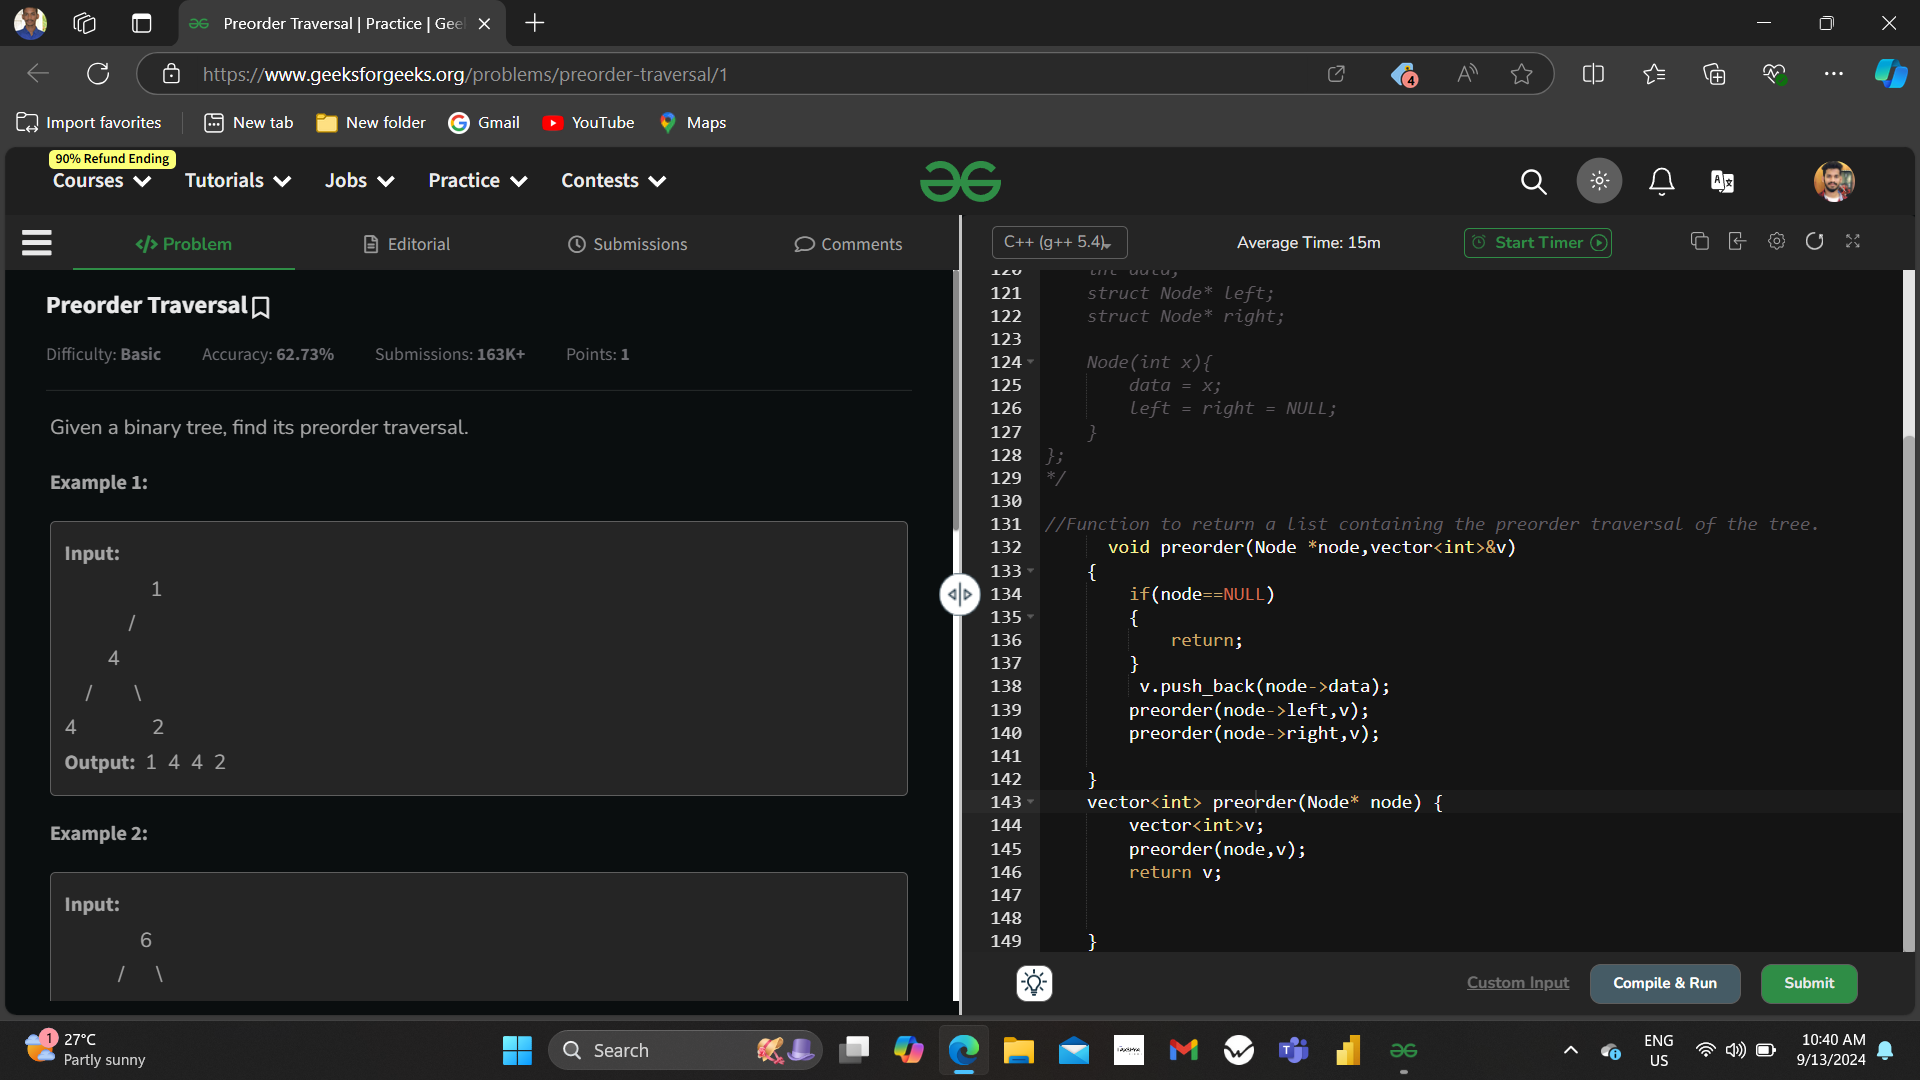 Preorder Traversal | Practice | Gee
https://www.geeksforgeeks.org/problems/preorder-traversal/1
4
Import favorites
New tab
New folder
Gmail
YouTube
Maps
90% Refund Ending
Courses
Tutorials
Jobs
Practice
Contests
</> Problem
Editorial
Submissions
Comments
C++ (g++ 5.4)
Average Time: 15m
Start Timer
Preorder Traversal
Difficulty: Basic
Accuracy: 62.73%
Submissions: 163K+
Points: 1
Given a binary tree, find its preorder traversal.
Example 1:
Input:
1
/
4
/ \
4 2
Output: 1 4 4 2
Example 2:
Input:
6
/ \
120 int data;
121 struct Node* left;
122 struct Node* right;
123
124 Node(int x){
125 data = x;
126 left = right = NULL;
127 }
128 };
129 */
130
131 //Function to return a list containing the preorder traversal of the tree.
132 void preorder(Node *node,vector<int>&v)
133 {
134 if(node==NULL)
135 {
136 return;
137 }
138 v.push_back(node->data);
139 preorder(node->left,v);
140 preorder(node->right,v);
141
142 }
143 vector<int> preorder(Node* node) {
144 vector<int>v;
145 preorder(node,v);
146 return v;
147
148
149 }
Custom Input
Compile & Run
Submit
1
27°C
Partly sunny
Search
ENG
US
10:40 AM
9/13/2024